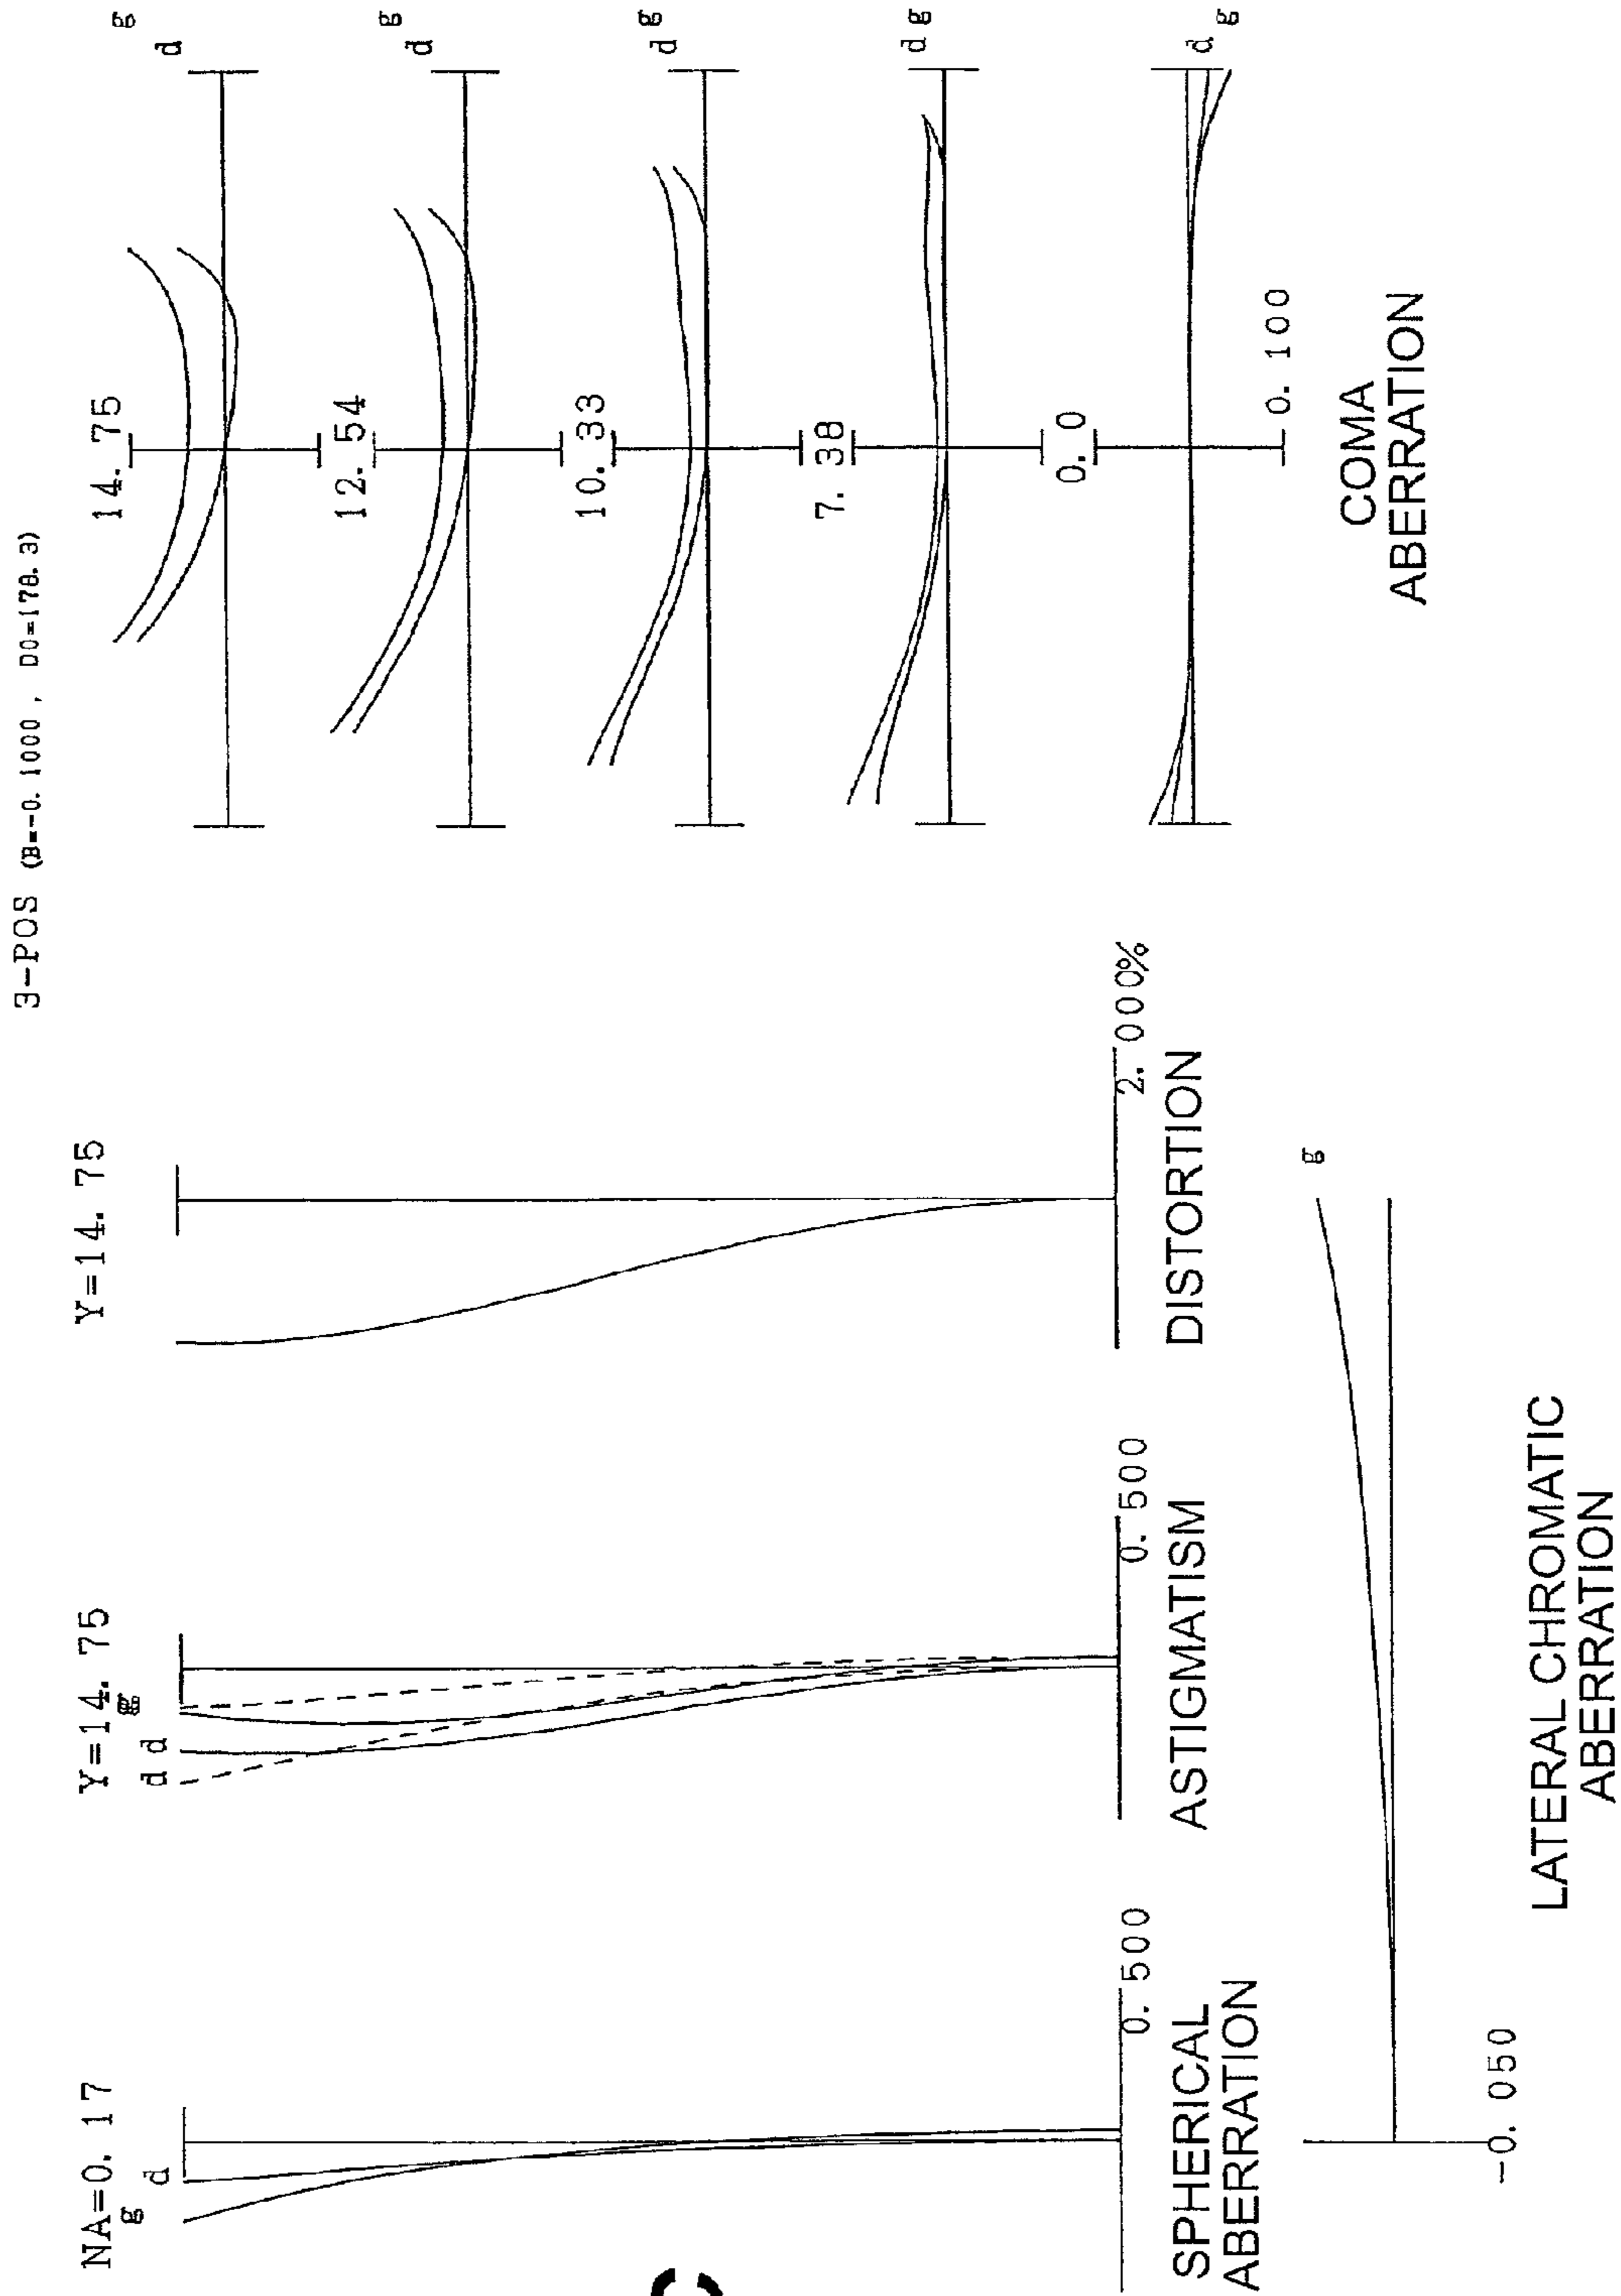 3-POS (B=-0. 1000 , D0=178. 3)
NA=0. 17
g
d
0. 500
SPHERICAL
ABERRATION
Y=14. 75
g
g
d d
0. 500
ASTIGMATISM
Y=14. 75
2. 000%
DISTORTION
14. 75
g
d
12. 54
g
d
10. 33
g
d
7. 38
d g
0. 0
d g
0. 100
COMA
ABERRATION
g
-0. 050
LATERAL CHROMATIC
ABERRATION